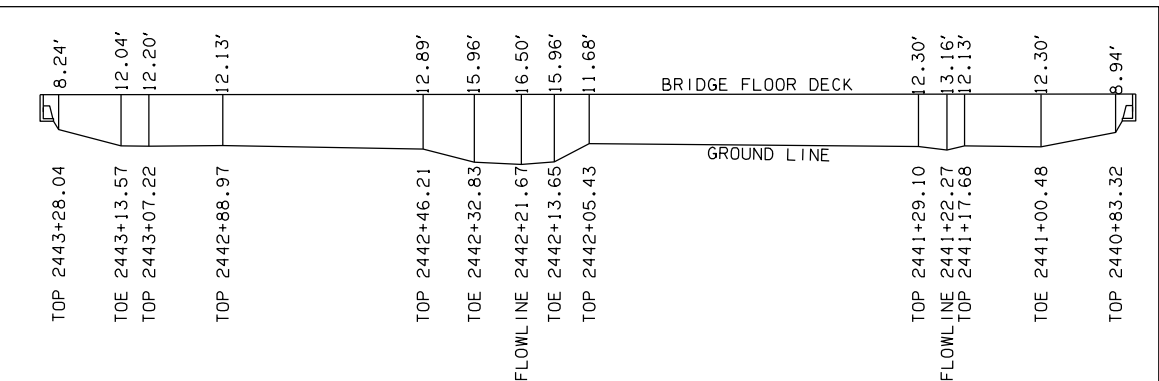 8.24'
12.04'
12.20'
12.13'
12.89'
15.96'
16.50'
15.96'
11.68'
12.30'
13.16'
12.13'
12.30'
8.94'
BRIDGE FLOOR DECK
GROUND LINE
TOP 2443+28.04
TOE 2443+13.57
TOP 2443+07.22
TOP 2442+88.97
TOP 2442+46.21
TOE 2442+32.83
FLOWLINE 2442+21.67
TOE 2442+13.65
TOP 2442+05.43
TOP 2441+29.10
FLOWLINE 2441+22.27
TOP 2441+17.68
TOE 2441+00.48
TOP 2440+83.32